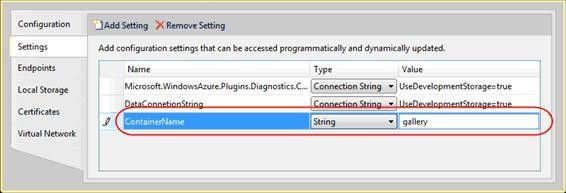 Configuration
Settings
Endpoints
Local Storage
Certificates
Virtual Network
Add Setting Remove Setting
Add configuration settings that can be accessed programmatically and dynamically updated.
Name Type Value
Microsoft.WindowsAzure.Plugins.Diagnostics.C... Connection String UseDevelopmentStorage=true
DataConnetionString Connection String UseDevelopmentStorage=true
ContainerName String gallery